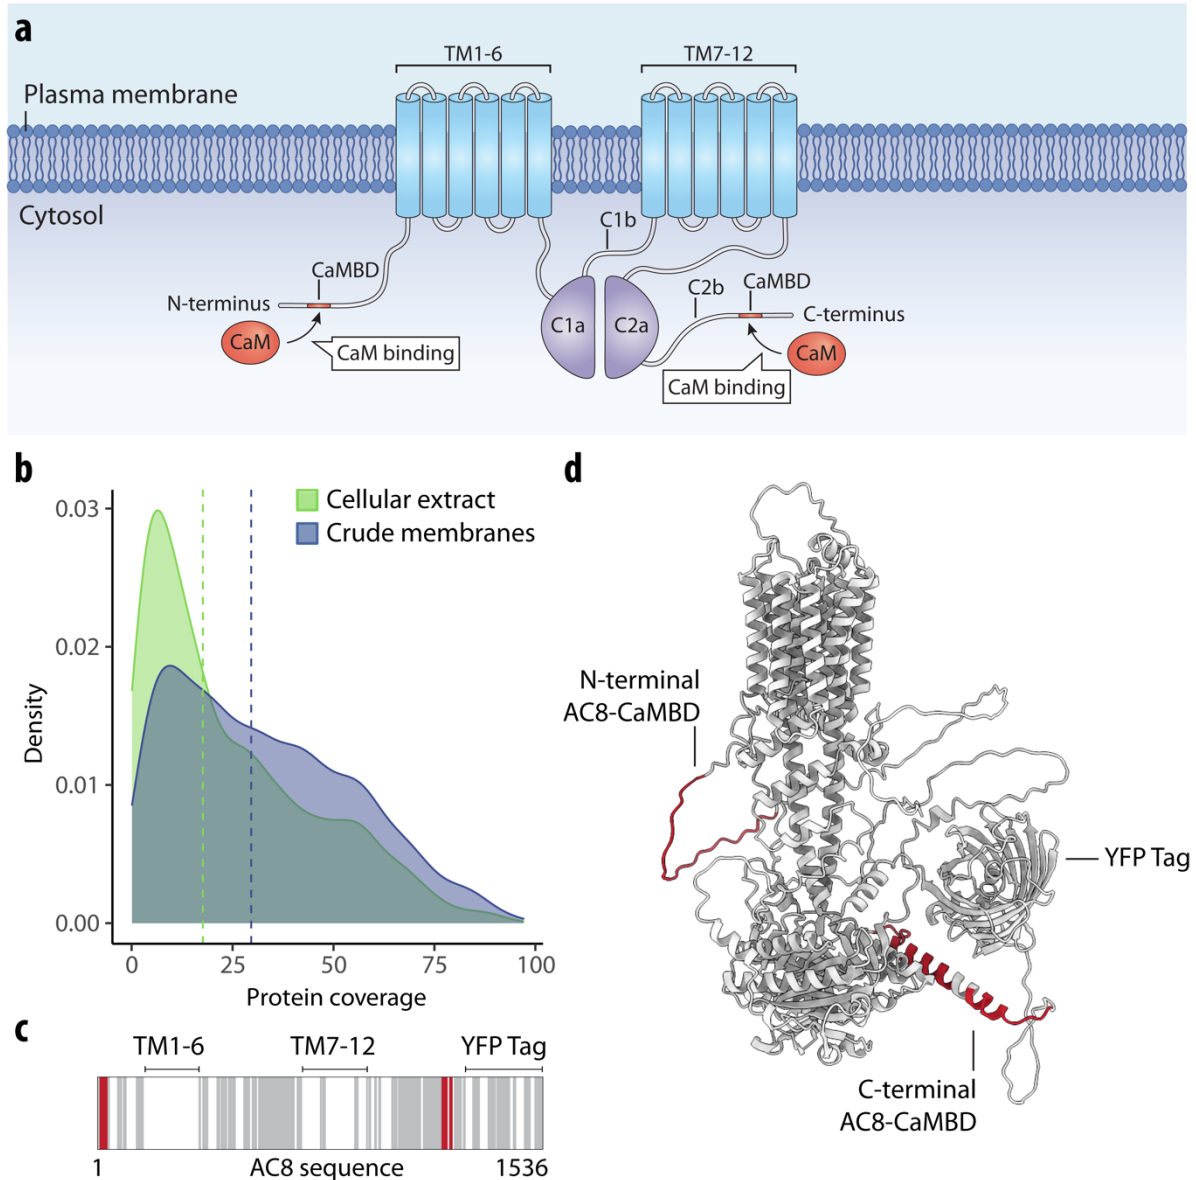 a
TM1-6
TM7-12
Plasma membrane
Cytosol
C1b
CaMBD
N-terminus
CaM
CaM binding
C1a
C2a
C2b
CaMBD
C-terminus
CaM
CaM binding
b
Cellular extract
Crude membranes
0.03
0.02
0.01
0.00
Density
0
25
50
75
100
Protein coverage
c
TM1-6
TM7-12
YFP Tag
1
AC8 sequence
1536
d
N-terminal
AC8-CaMBD
YFP Tag
C-terminal
AC8-CaMBD